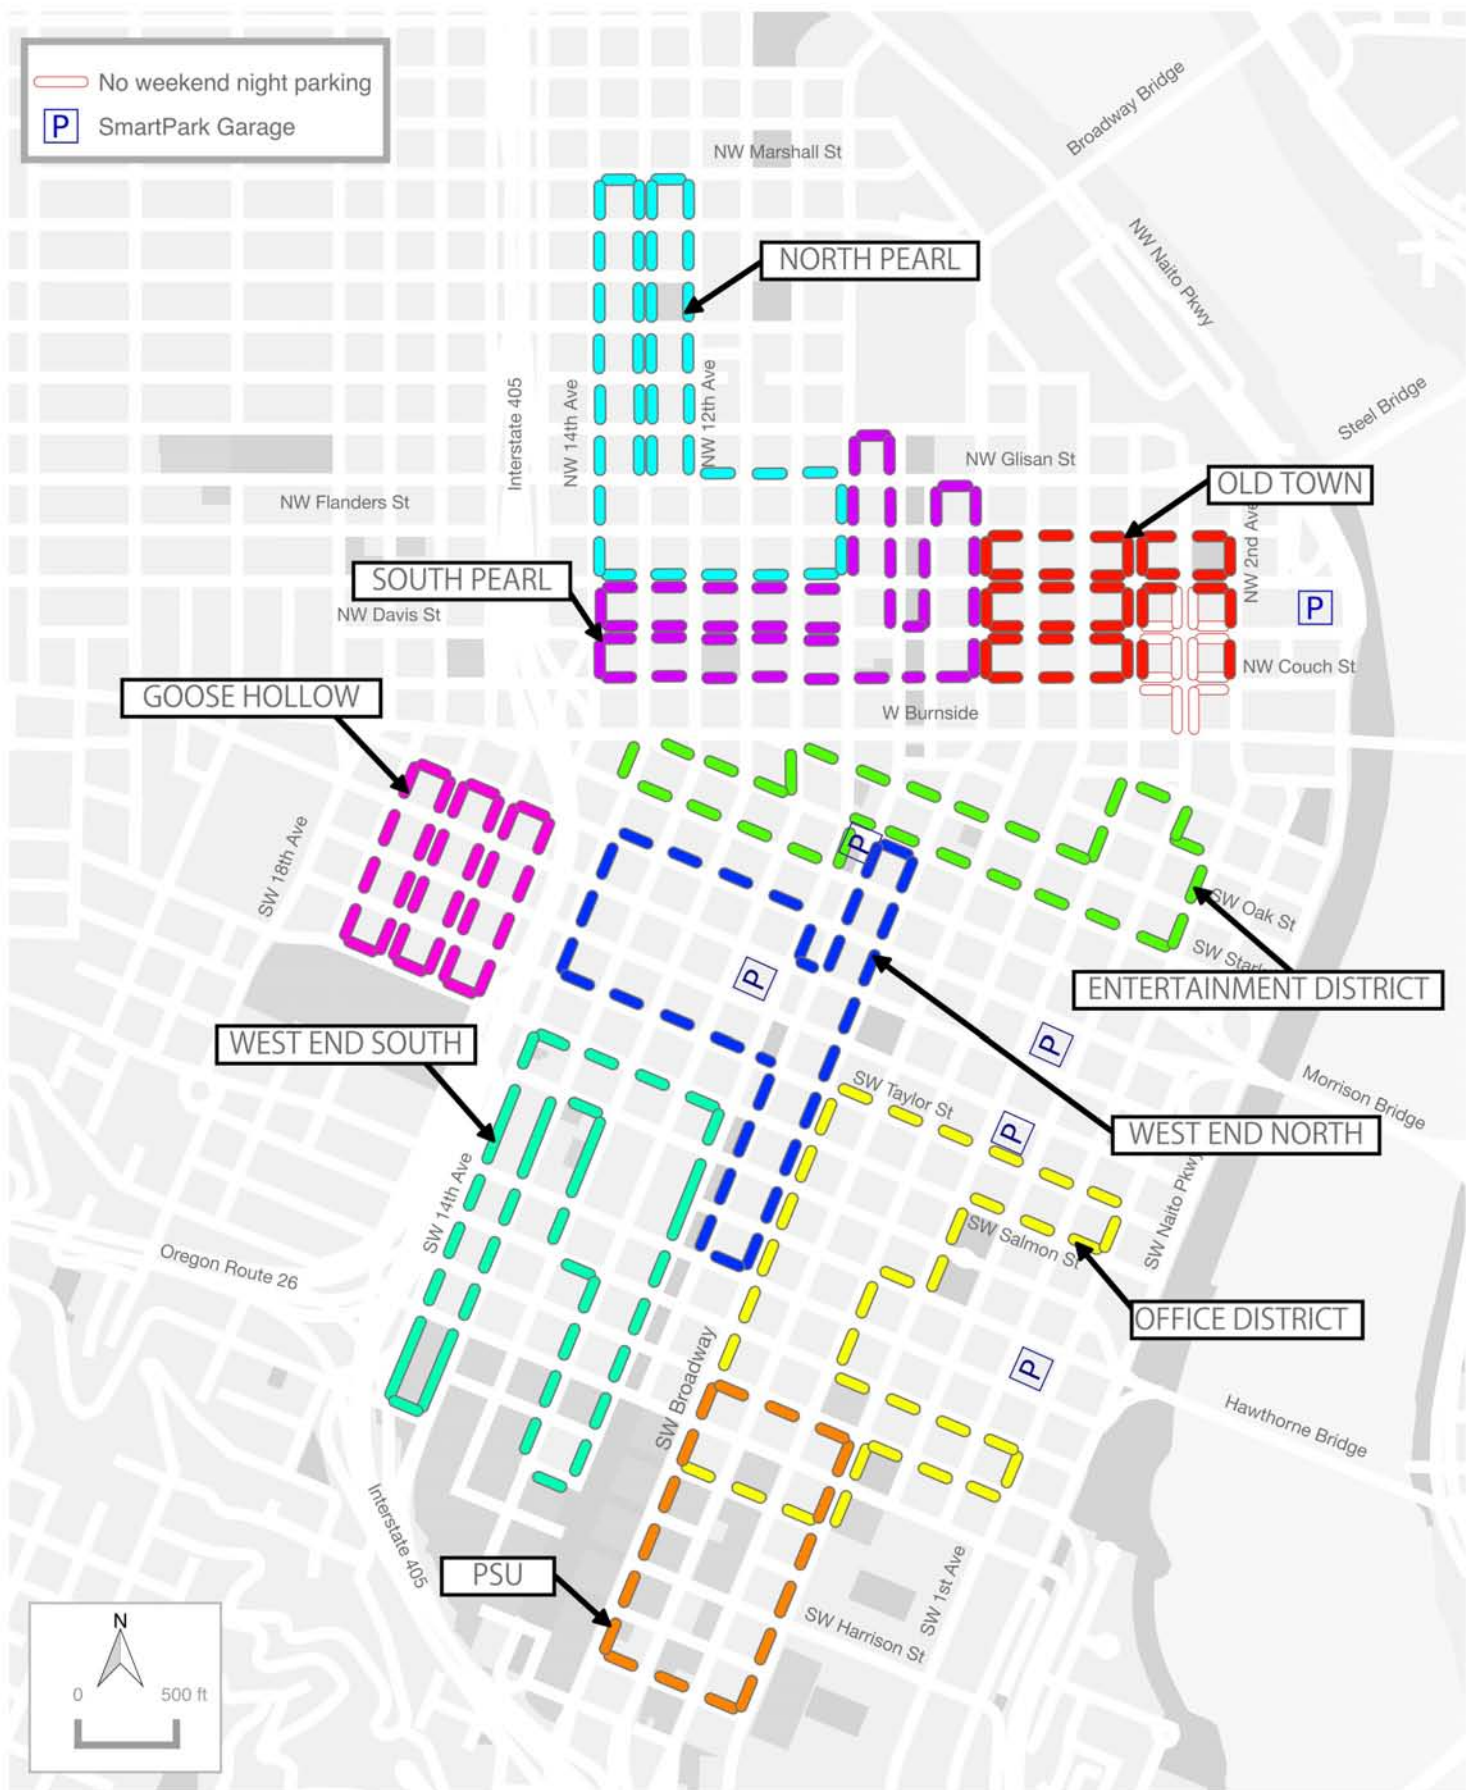 No weekend night parking
P
SmartPark Garage
Broadway Bridge
NW Marshall St
NW Naito Pkwy
NORTH PEARL
Interstate 405
NW 14th Ave
NW 12th Ave
Steel Bridge
NW Glisan St
OLD TOWN
NW Flanders St
NW 2nd Ave
SOUTH PEARL
NW Davis St
P
NW Couch St
GOOSE HOLLOW
W Burnside
P
SW 18th Ave
SW Oak St
SW Star
P
ENTERTAINMENT DISTRICT
WEST END SOUTH
P
SW Taylor St
Morrison Bridge
P
WEST END NORTH
SW 14th Ave
SW Naito Pkwy
SW Salmon St
Oregon Route 26
OFFICE DISTRICT
SW Broadway
P
Hawthorne Bridge
Interstate 405
PSU
SW 1st Ave
SW Harrison St
N
0 500 ft